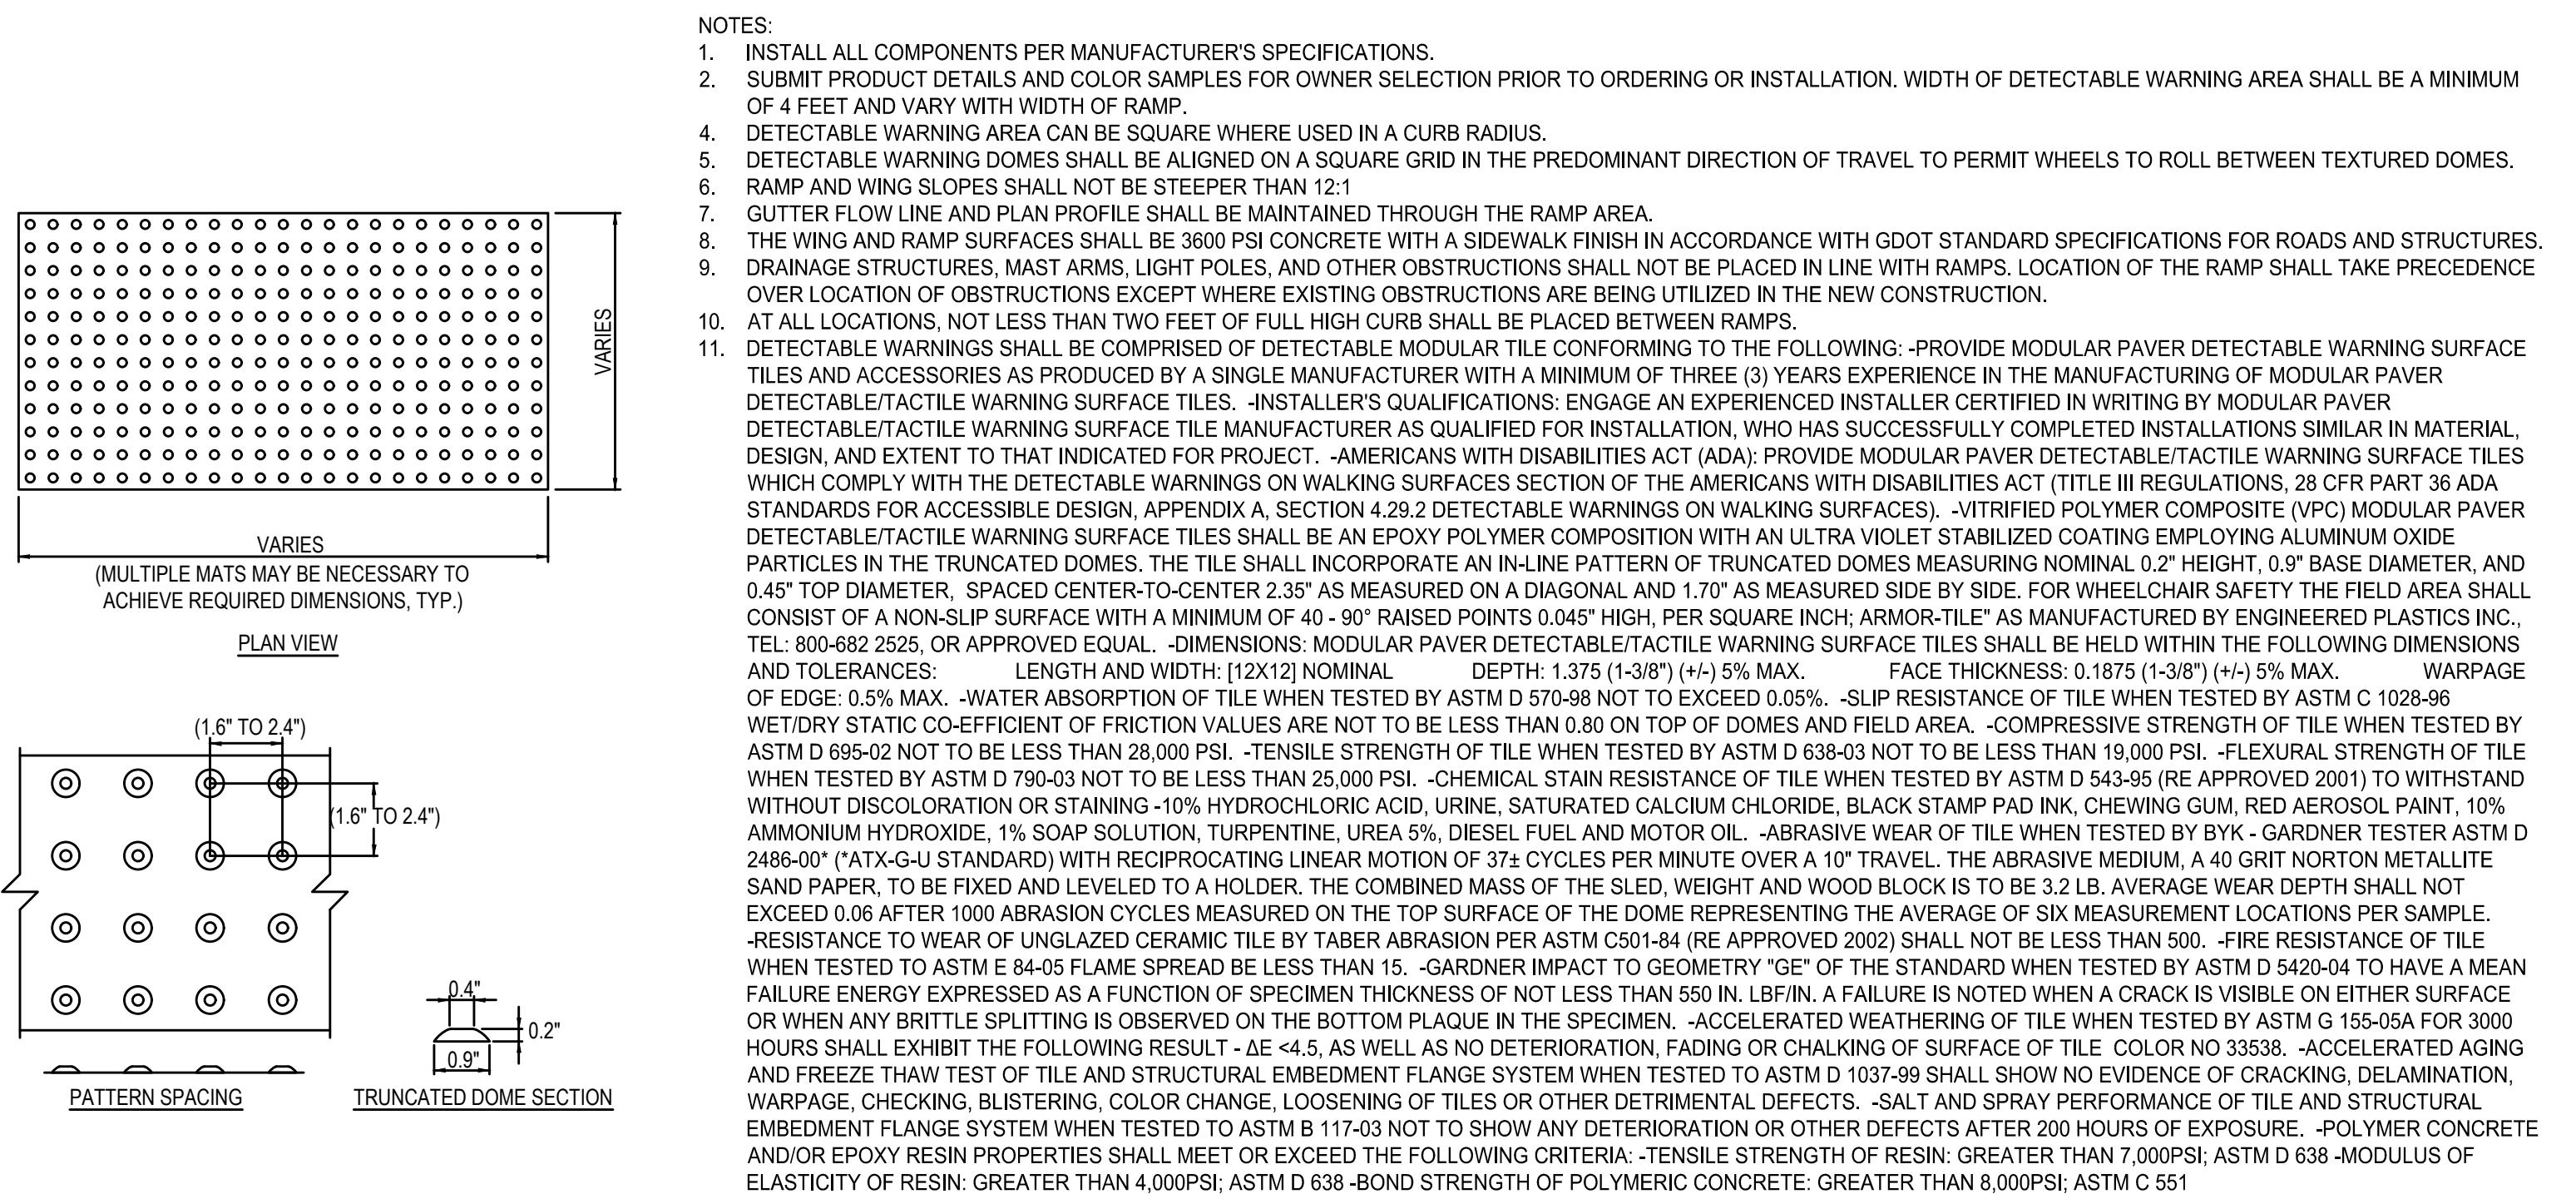 NOTES:
1. INSTALL ALL COMPONENTS PER MANUFACTURER'S SPECIFICATIONS.
2. SUBMIT PRODUCT DETAILS AND COLOR SAMPLES FOR OWNER SELECTION PRIOR TO ORDERING OR INSTALLATION. WIDTH OF DETECTABLE WARNING AREA SHALL BE A MINIMUM
OF 4 FEET AND VARY WITH WIDTH OF RAMP.
4. DETECTABLE WARNING AREA CAN BE SQUARE WHERE USED IN A CURB RADIUS.
5. DETECTABLE WARNING DOMES SHALL BE ALIGNED ON A SQUARE GRID IN THE PREDOMINANT DIRECTION OF TRAVEL TO PERMIT WHEELS TO ROLL BETWEEN TEXTURED DOMES.
6. RAMP AND WING SLOPES SHALL NOT BE STEEPER THAN 12:1
7. GUTTER FLOW LINE AND PLAN PROFILE SHALL BE MAINTAINED THROUGH THE RAMP AREA.
8. THE WING AND RAMP SURFACES SHALL BE 3600 PSI CONCRETE WITH A SIDEWALK FINISH IN ACCORDANCE WITH GDOT STANDARD SPECIFICATIONS FOR ROADS AND STRUCTURES.
9. DRAINAGE STRUCTURES, MAST ARMS, LIGHT POLES, AND OTHER OBSTRUCTIONS SHALL NOT BE PLACED IN LINE WITH RAMPS. LOCATION OF THE RAMP SHALL TAKE PRECEDENCE
OVER LOCATION OF OBSTRUCTIONS EXCEPT WHERE EXISTING OBSTRUCTIONS ARE BEING UTILIZED IN THE NEW CONSTRUCTION.
10. AT ALL LOCATIONS, NOT LESS THAN TWO FEET OF FULL HIGH CURB SHALL BE PLACED BETWEEN RAMPS.
11. DETECTABLE WARNINGS SHALL BE COMPRISED OF DETECTABLE MODULAR TILE CONFORMING TO THE FOLLOWING: -PROVIDE MODULAR PAVER DETECTABLE WARNING SURFACE
TILES AND ACCESSORIES AS PRODUCED BY A SINGLE MANUFACTURER WITH A MINIMUM OF THREE (3) YEARS EXPERIENCE IN THE MANUFACTURING OF MODULAR PAVER
DETECTABLE/TACTILE WARNING SURFACE TILES. -INSTALLER'S QUALIFICATIONS: ENGAGE AN EXPERIENCED INSTALLER CERTIFIED IN WRITING BY MODULAR PAVER
DETECTABLE/TACTILE WARNING SURFACE TILE MANUFACTURER AS QUALIFIED FOR INSTALLATION, WHO HAS SUCCESSFULLY COMPLETED INSTALLATIONS SIMILAR IN MATERIAL,
DESIGN, AND EXTENT TO THAT INDICATED FOR PROJECT. -AMERICANS WITH DISABILITIES ACT (ADA): PROVIDE MODULAR PAVER DETECTABLE/TACTILE WARNING SURFACE TILES
WHICH COMPLY WITH THE DETECTABLE WARNINGS ON WALKING SURFACES SECTION OF THE AMERICANS WITH DISABILITIES ACT (TITLE III REGULATIONS, 28 CFR PART 36 ADA
STANDARDS FOR ACCESSIBLE DESIGN, APPENDIX A, SECTION 4.29.2 DETECTABLE WARNINGS ON WALKING SURFACES). -VITRIFIED POLYMER COMPOSITE (VPC) MODULAR PAVER
DETECTABLE/TACTILE WARNING SURFACE TILES SHALL BE AN EPOXY POLYMER COMPOSITION WITH AN ULTRA VIOLET STABILIZED COATING EMPLOYING ALUMINUM OXIDE
PARTICLES IN THE TRUNCATED DOMES. THE TILE SHALL INCORPORATE AN IN-LINE PATTERN OF TRUNCATED DOMES MEASURING NOMINAL 0.2" HEIGHT, 0.9" BASE DIAMETER, AND
0.45" TOP DIAMETER, SPACED CENTER-TO-CENTER 2.35" AS MEASURED ON A DIAGONAL AND 1.70" AS MEASURED SIDE BY SIDE. FOR WHEELCHAIR SAFETY THE FIELD AREA SHALL
CONSIST OF A NON-SLIP SURFACE WITH A MINIMUM OF 40 - 90° RAISED POINTS 0.045" HIGH, PER SQUARE INCH; ARMOR-TILE" AS MANUFACTURED BY ENGINEERED PLASTICS INC.,
TEL: 800-682 2525, OR APPROVED EQUAL. -DIMENSIONS: MODULAR PAVER DETECTABLE/TACTILE WARNING SURFACE TILES SHALL BE HELD WITHIN THE FOLLOWING DIMENSIONS
AND TOLERANCES: LENGTH AND WIDTH: [12X12] NOMINAL DEPTH: 1.375 (1-3/8") (+/-) 5% MAX. FACE THICKNESS: 0.1875 (1-3/8") (+/-) 5% MAX. WARPAGE
OF EDGE: 0.5% MAX. -WATER ABSORPTION OF TILE WHEN TESTED BY ASTM D 570-98 NOT TO EXCEED 0.05%. -SLIP RESISTANCE OF TILE WHEN TESTED BY ASTM C 1028-96
WET/DRY STATIC CO-EFFICIENT OF FRICTION VALUES ARE NOT TO BE LESS THAN 0.80 ON TOP OF DOMES AND FIELD AREA. -COMPRESSIVE STRENGTH OF TILE WHEN TESTED BY
ASTM D 695-02 NOT TO BE LESS THAN 28,000 PSI. -TENSILE STRENGTH OF TILE WHEN TESTED BY ASTM D 638-03 NOT TO BE LESS THAN 19,000 PSI. -FLEXURAL STRENGTH OF TILE
WHEN TESTED BY ASTM D 790-03 NOT TO BE LESS THAN 25,000 PSI. -CHEMICAL STAIN RESISTANCE OF TILE WHEN TESTED BY ASTM D 543-95 (RE APPROVED 2001) TO WITHSTAND
WITHOUT DISCOLORATION OR STAINING -10% HYDROCHLORIC ACID, URINE, SATURATED CALCIUM CHLORIDE, BLACK STAMP PAD INK, CHEWING GUM, RED AEROSOL PAINT, 10%
AMMONIUM HYDROXIDE, 1% SOAP SOLUTION, TURPENTINE, UREA 5%, DIESEL FUEL AND MOTOR OIL. -ABRASIVE WEAR OF TILE WHEN TESTED BY BYK - GARDNER TESTER ASTM D
2486-00* (*ATX-G-U STANDARD) WITH RECIPROCATING LINEAR MOTION OF 37± CYCLES PER MINUTE OVER A 10" TRAVEL. THE ABRASIVE MEDIUM, A 40 GRIT NORTON METALLITE
SAND PAPER, TO BE FIXED AND LEVELED TO A HOLDER. THE COMBINED MASS OF THE SLED, WEIGHT AND WOOD BLOCK IS TO BE 3.2 LB. AVERAGE WEAR DEPTH SHALL NOT
EXCEED 0.06 AFTER 1000 ABRASION CYCLES MEASURED ON THE TOP SURFACE OF THE DOME REPRESENTING THE AVERAGE OF SIX MEASUREMENT LOCATIONS PER SAMPLE.
-RESISTANCE TO WEAR OF UNGLAZED CERAMIC TILE BY TABER ABRASION PER ASTM C501-84 (RE APPROVED 2002) SHALL NOT BE LESS THAN 500. -FIRE RESISTANCE OF TILE
WHEN TESTED TO ASTM E 84-05 FLAME SPREAD BE LESS THAN 15. -GARDNER IMPACT TO GEOMETRY "GE" OF THE STANDARD WHEN TESTED BY ASTM D 5420-04 TO HAVE A MEAN
FAILURE ENERGY EXPRESSED AS A FUNCTION OF SPECIMEN THICKNESS OF NOT LESS THAN 550 IN. LBF/IN. A FAILURE IS NOTED WHEN A CRACK IS VISIBLE ON EITHER SURFACE
OR WHEN ANY BRITTLE SPLITTING IS OBSERVED ON THE BOTTOM PLAQUE IN THE SPECIMEN. -ACCELERATED WEATHERING OF TILE WHEN TESTED BY ASTM G 155-05A FOR 3000
HOURS SHALL EXHIBIT THE FOLLOWING RESULT - ΔE <4.5, AS WELL AS NO DETERIORATION, FADING OR CHALKING OF SURFACE OF TILE COLOR NO 33538. -ACCELERATED AGING
AND FREEZE THAW TEST OF TILE AND STRUCTURAL EMBEDMENT FLANGE SYSTEM WHEN TESTED TO ASTM D 1037-99 SHALL SHOW NO EVIDENCE OF CRACKING, DELAMINATION,
WARPAGE, CHECKING, BLISTERING, COLOR CHANGE, LOOSENING OF TILES OR OTHER DETRIMENTAL DEFECTS. -SALT AND SPRAY PERFORMANCE OF TILE AND STRUCTURAL
EMBEDMENT FLANGE SYSTEM WHEN TESTED TO ASTM B 117-03 NOT TO SHOW ANY DETERIORATION OR OTHER DEFECTS AFTER 200 HOURS OF EXPOSURE. -POLYMER CONCRETE
AND/OR EPOXY RESIN PROPERTIES SHALL MEET OR EXCEED THE FOLLOWING CRITERIA: -TENSILE STRENGTH OF RESIN: GREATER THAN 7,000PSI; ASTM D 638 -MODULUS OF
ELASTICITY OF RESIN: GREATER THAN 4,000PSI; ASTM D 638 -BOND STRENGTH OF POLYMERIC CONCRETE: GREATER THAN 8,000PSI; ASTM C 551
VARIES
VARIES
(MULTIPLE MATS MAY BE NECESSARY TO
ACHIEVE REQUIRED DIMENSIONS, TYP.)
PLAN VIEW
(1.6" TO 2.4")
(1.6" TO 2.4")
PATTERN SPACING
0.4"
0.2"
0.9"
TRUNCATED DOME SECTION